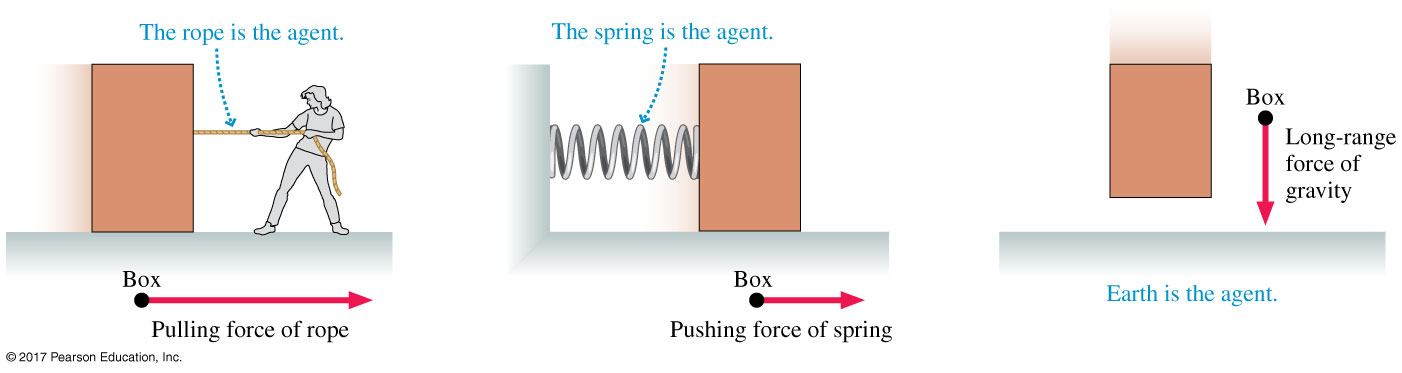 The rope is the agent.
Box
Pulling force of rope
The spring is the agent.
Box
Pushing force of spring
Box
Long-range
force of
gravity
Earth is the agent.
© 2017 Pearson Education, Inc.